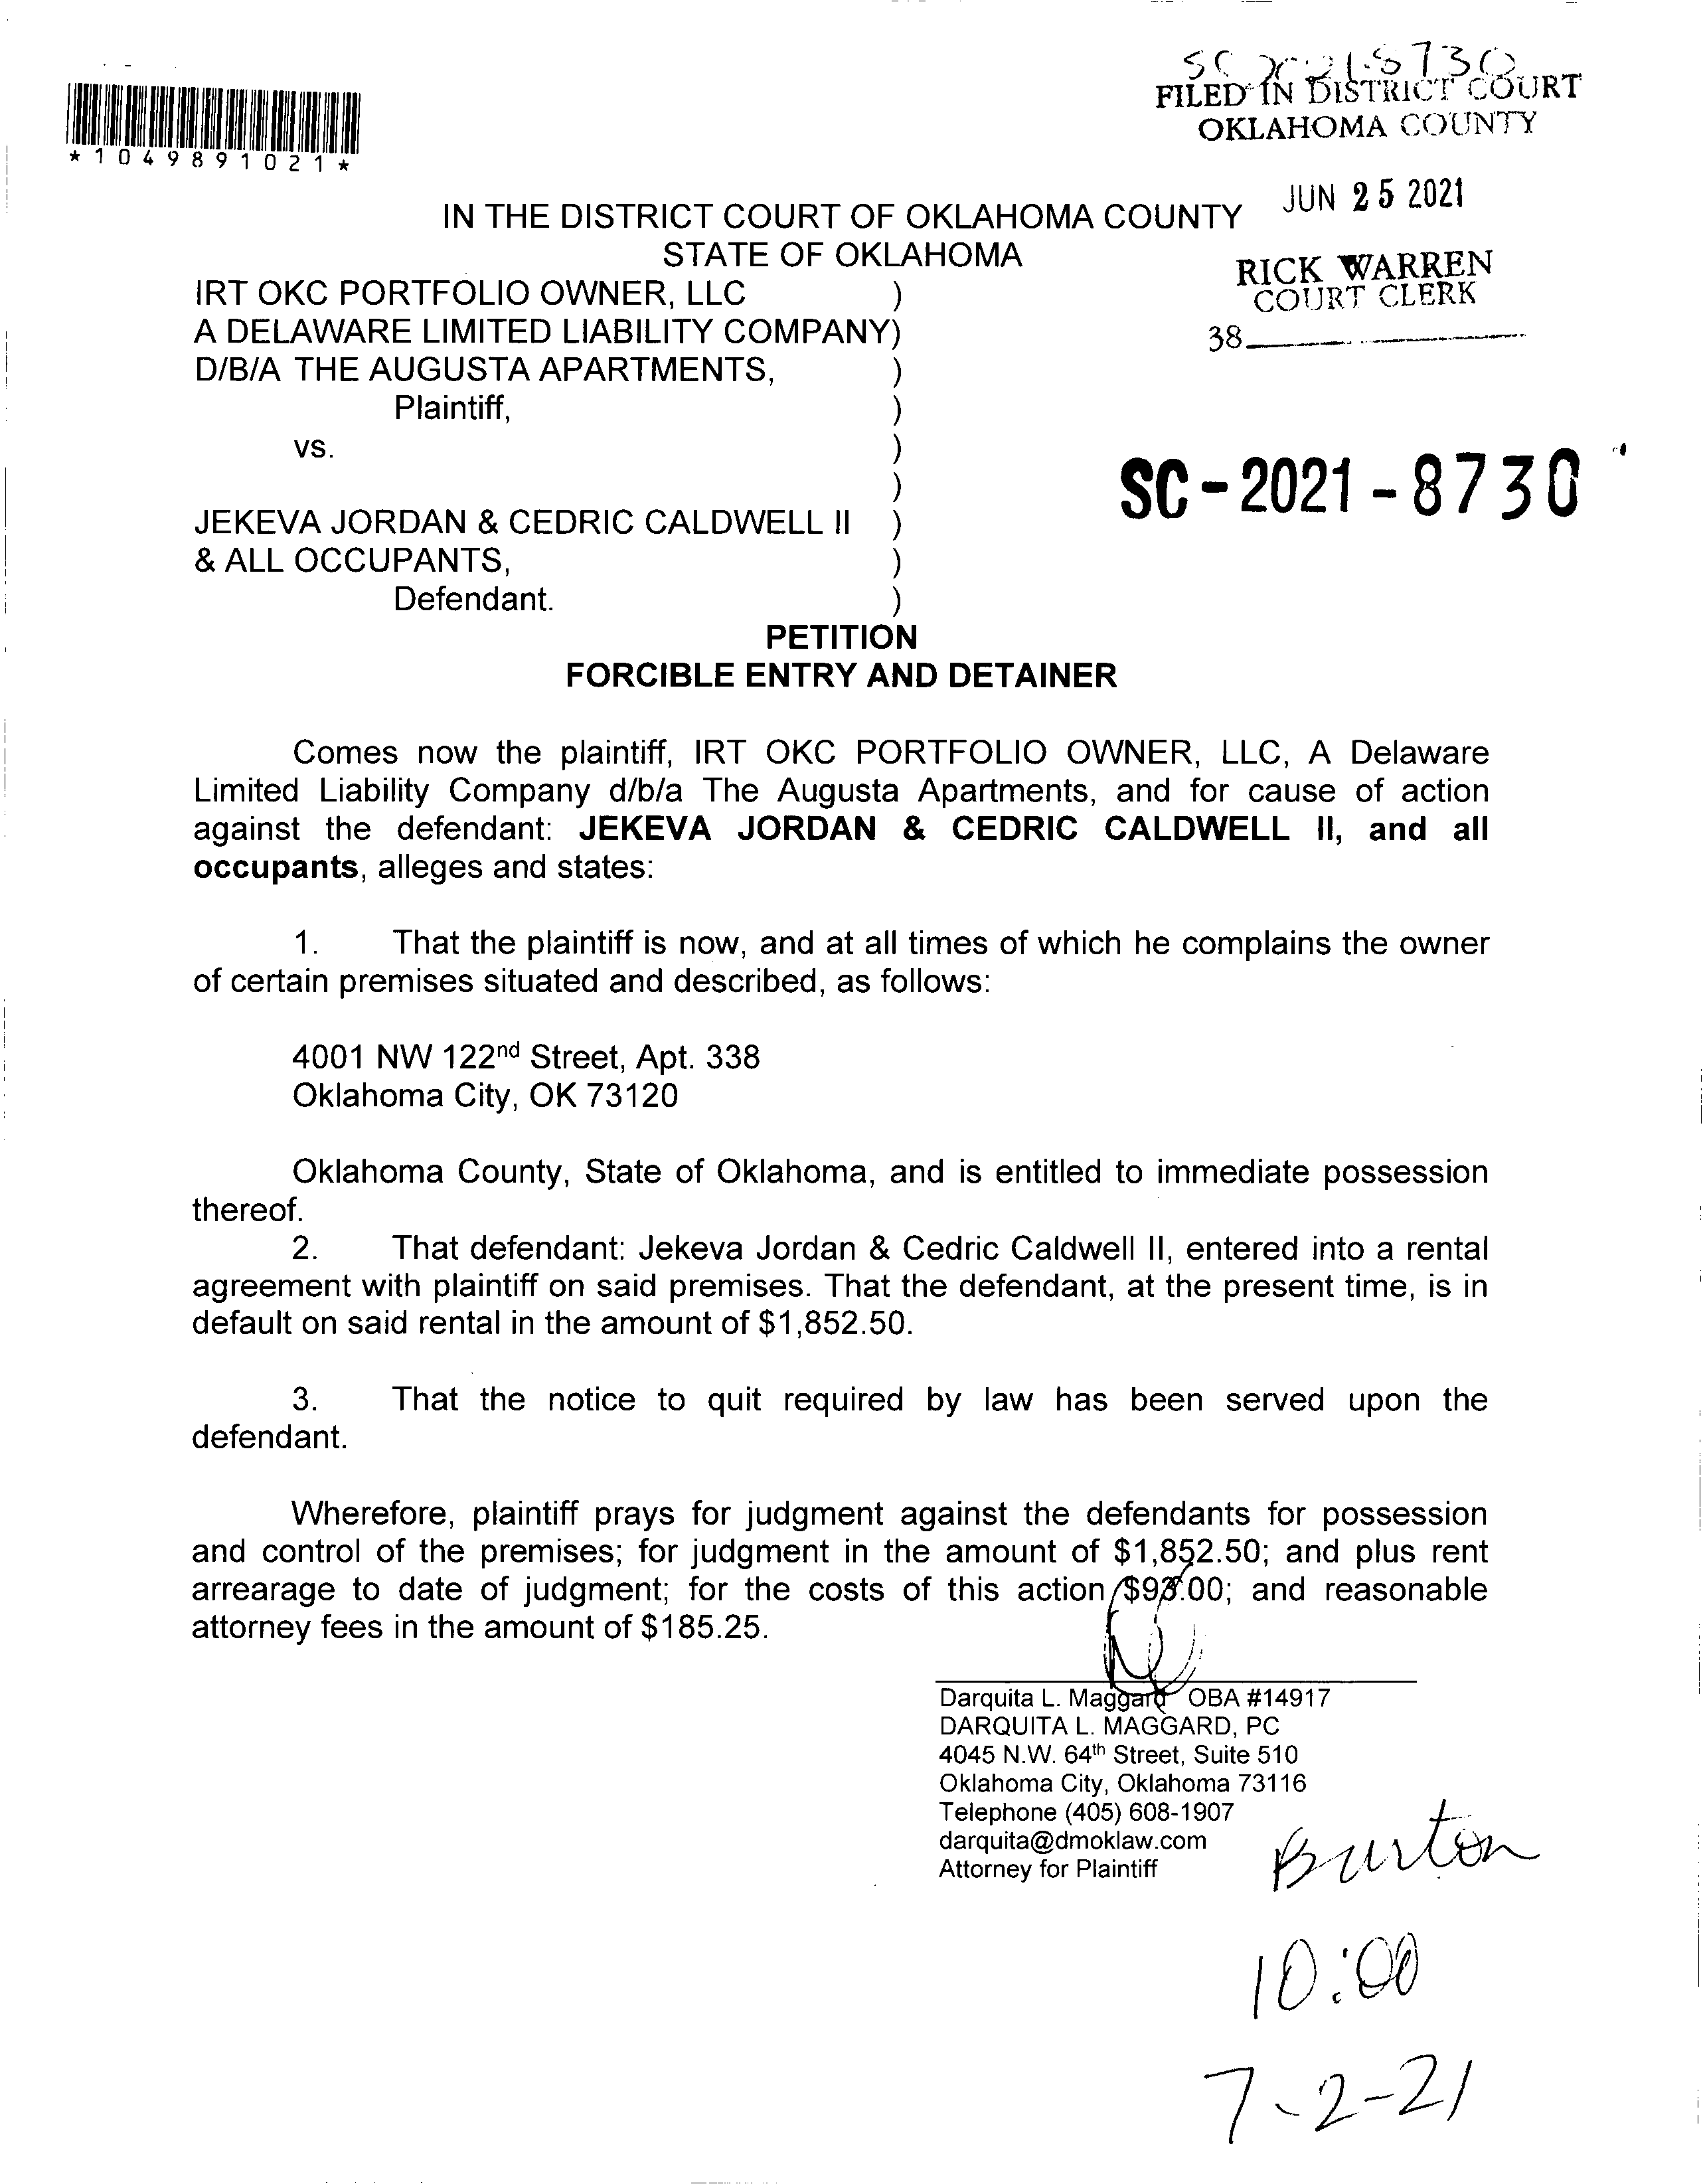 SC 2021-8730
FILED IN DISTRICT COURT
OKLAHOMA COUNTY
*1049891021*
JUN 25 2021
IN THE DISTRICT COURT OF OKLAHOMA COUNTY
STATE OF OKLAHOMA
RICK WARREN
COURT CLERK
38
IRT OKC PORTFOLIO OWNER, LLC )
A DELAWARE LIMITED LIABILITY COMPANY)
D/B/A THE AUGUSTA APARTMENTS, )
Plaintiff, )
vs. )
)
SC-2021-8730
JEKEVA JORDAN & CEDRIC CALDWELL II )
& ALL OCCUPANTS, )
Defendant. )
PETITION
FORCIBLE ENTRY AND DETAINER
Comes now the plaintiff, IRT OKC PORTFOLIO OWNER, LLC, A Delaware
Limited Liability Company d/b/a The Augusta Apartments, and for cause of action
against the defendant: JEKEVA JORDAN & CEDRIC CALDWELL II, and all
occupants, alleges and states:
1. That the plaintiff is now, and at all times of which he complains the owner
of certain premises situated and described, as follows:
4001 NW 122nd Street, Apt. 338
Oklahoma City, OK 73120
Oklahoma County, State of Oklahoma, and is entitled to immediate possession
thereof.
2. That defendant: Jekeva Jordan & Cedric Caldwell II, entered into a rental
agreement with plaintiff on said premises. That the defendant, at the present time, is in
default on said rental in the amount of $1,852.50.
3. That the notice to quit required by law has been served upon the
defendant.
Wherefore, plaintiff prays for judgment against the defendants for possession
and control of the premises; for judgment in the amount of $1,852.50; and plus rent
arrearage to date of judgment; for the costs of this action and reasonable
attorney fees in the amount of $185.25.
Darquita L. Maggard OBA #14917
DARQUITA L. MAGGARD, PC
4045 N.W. 64th Street, Suite 510
Oklahoma City, Oklahoma 73116
Telephone (405) 608-1907
darquita@dmoklaw.com
Attorney for Plaintiff
Burton
10:00
7-2-21